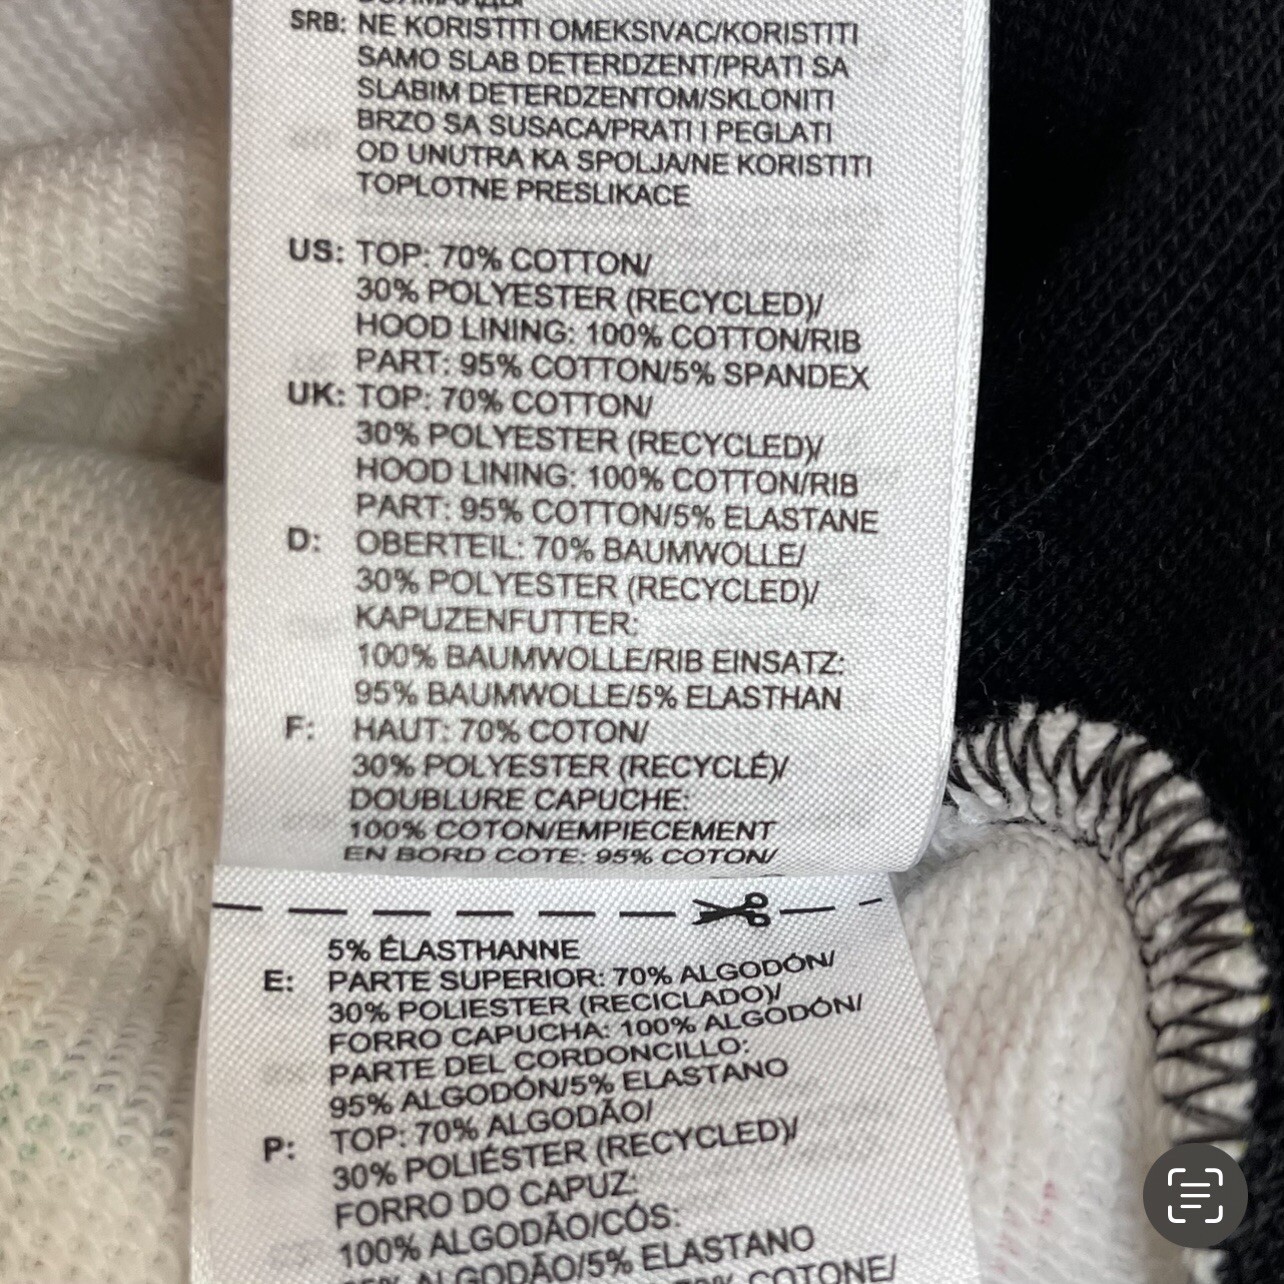 SRB: NE KORISTITI OMEKSIVAC/KORISTITI
SAMO SLAB DETERDZENT/PRATI SA
SLABIM DETERDZENTOM/SKLONITI
BRZO SA SUSACA/PRATI I PEGLATI
OD UNUTRA KA SPOLJA/NE KORISTITI
TOPLOTNE PRESLIKACE
US: TOP: 70% COTTON/
30% POLYESTER (RECYCLED)/
HOOD LINING: 100% COTTON/RIB
PART: 95% COTTON/5% SPANDEX
UK: TOP: 70% COTTON/
30% POLYESTER (RECYCLED)/
HOOD LINING: 100% COTTON/RIB
PART: 95% COTTON/5% ELASTANE
D: OBERTEIL: 70% BAUMWOLLE/
30% POLYESTER (RECYCLED)/
KAPUZENFUTTER:
100% BAUMWOLLE/RIB EINSATZ:
95% BAUMWOLLE/5% ELASTHAN
F: HAUT: 70% COTON/
30% POLYESTER (RECYCLÉ)/
DOUBLURE CAPUCHE:
100% COTON/EMPIECEMENT
EN BORD COTE: 95% COTON/
5% ÉLASTHANNE
E: PARTE SUPERIOR: 70% ALGODÓN/
30% POLIESTER (RECICLADO)/
FORRO CAPUCHA: 100% ALGODÓN/
PARTE DEL CORDONCILLO:
95% ALGODÓN/5% ELASTANO
P: TOP: 70% ALGODÃO/
30% POLIÉSTER (RECYCLED)/
FORRO DO CAPUZ:
100% ALGODÃO/CÓS:
ALGODÃO/5% ELASTANO
COTONE/